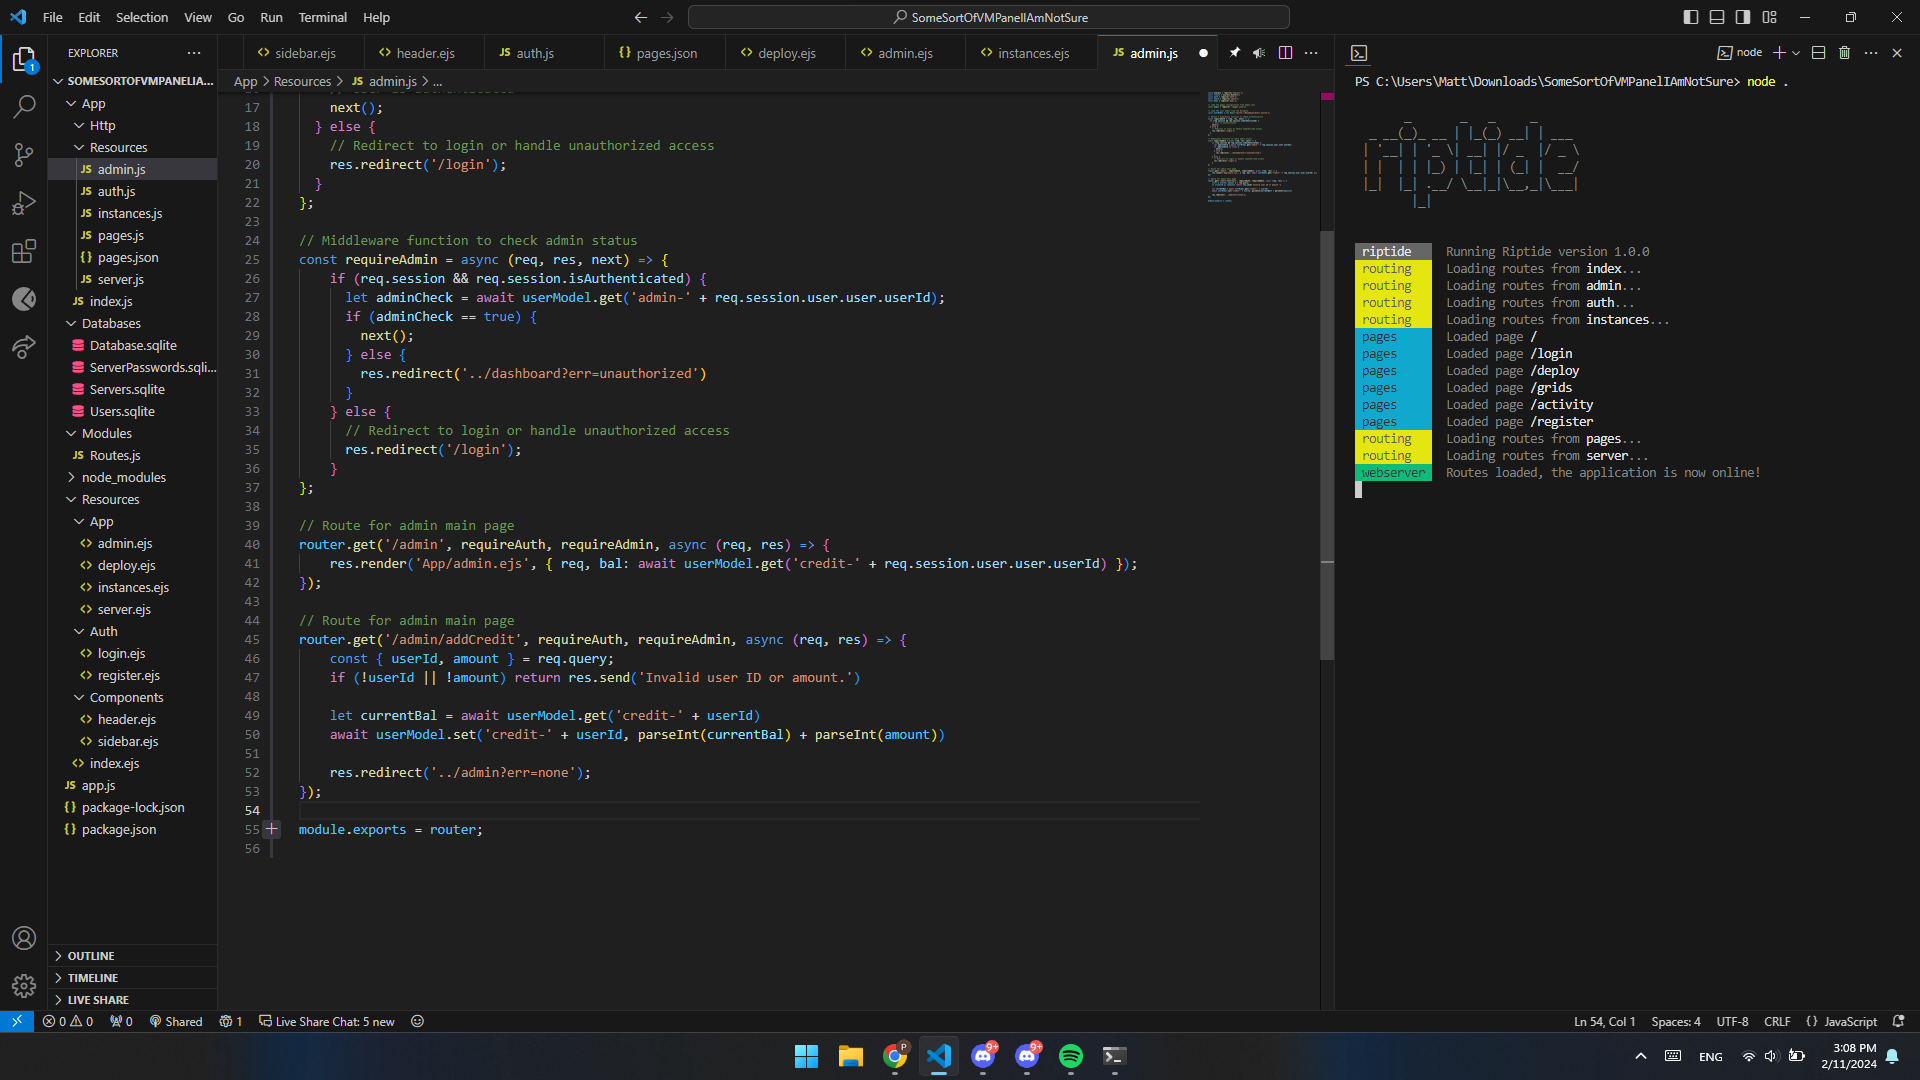 File Edit Selection View Go Run Terminal Help
SomeSortOfVMPanelIAmNotSure
EXPLORER
SOMESORTOFVMPANELIA...
App
Http
Resources
admin.js
auth.js
instances.js
pages.js
pages.json
server.js
index.js
Databases
Database.sqlite
ServerPasswords.sqli...
Servers.sqlite
Users.sqlite
Modules
Routes.js
node_modules
Resources
App
admin.ejs
deploy.ejs
instances.ejs
server.ejs
Auth
login.ejs
register.ejs
Components
header.ejs
sidebar.ejs
index.ejs
app.js
package-lock.json
package.json
OUTLINE
TIMELINE
LIVE SHARE
sidebar.ejs header.ejs auth.js pages.json deploy.ejs admin.ejs instances.ejs admin.js
App > Resources > admin.js > ...
17 next();
18 } else {
19 // Redirect to login or handle unauthorized access
20 res.redirect('/login');
21 }
22 };
23
24 // Middleware function to check admin status
25 const requireAdmin = async (req, res, next) => {
26 if (req.session && req.session.isAuthenticated) {
27 let adminCheck = await userModel.get('admin-' + req.session.user.user.userId);
28 if (adminCheck == true) {
29 next();
30 } else {
31 res.redirect('../dashboard?err=unauthorized')
32 }
33 } else {
34 // Redirect to login or handle unauthorized access
35 res.redirect('/login');
36 }
37 };
38
39 // Route for admin main page
40 router.get('/admin', requireAuth, requireAdmin, async (req, res) => {
41 res.render('App/admin.ejs', { req, bal: await userModel.get('credit-' + req.session.user.user.userId) });
42 });
43
44 // Route for admin main page
45 router.get('/admin/addCredit', requireAuth, requireAdmin, async (req, res) => {
46 const { userId, amount } = req.query;
47 if (!userId || !amount) return res.send('Invalid user ID or amount.')
48
49 let currentBal = await userModel.get('credit-' + userId)
50 await userModel.set('credit-' + userId, parseInt(currentBal) + parseInt(amount))
51
52 res.redirect('../admin?err=none');
53 });
54
55 module.exports = router;
56
node
PS C:\Users\Matt\Downloads\SomeSortOfVMPanelIAmNotSure> node .
riptide
riptide Running Riptide version 1.0.0
routing Loading routes from index...
routing Loading routes from admin...
routing Loading routes from auth...
routing Loading routes from instances...
pages Loaded page /
pages Loaded page /login
pages Loaded page /deploy
pages Loaded page /grids
pages Loaded page /activity
pages Loaded page /register
routing Loading routes from pages...
routing Loading routes from server...
webserver Routes loaded, the application is now online!
0 0 0 Shared 1 Live Share Chat: 5 new
Ln 54, Col 1 Spaces: 4 UTF-8 CRLF {} JavaScript
ENG
3:08 PM
2/11/2024